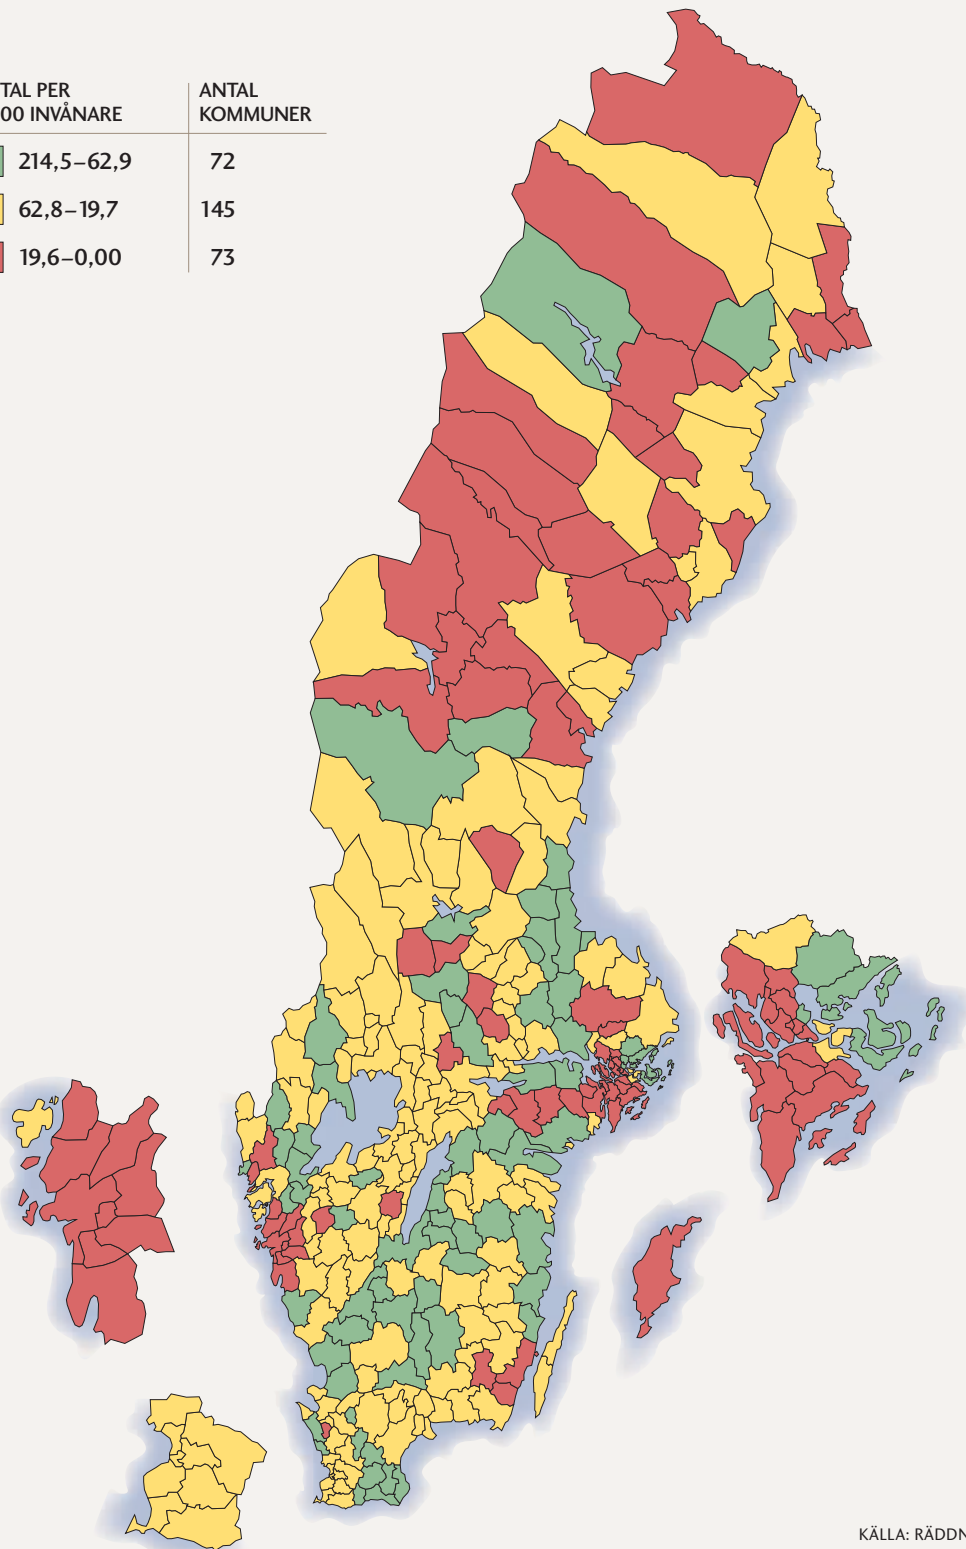 TAL PER
00 INVÅNARE
ANTAL
KOMMUNER
214,5–62,9 72
62,8–19,7 145
19,6–0,00 73
KÄLLA: RÄDDN